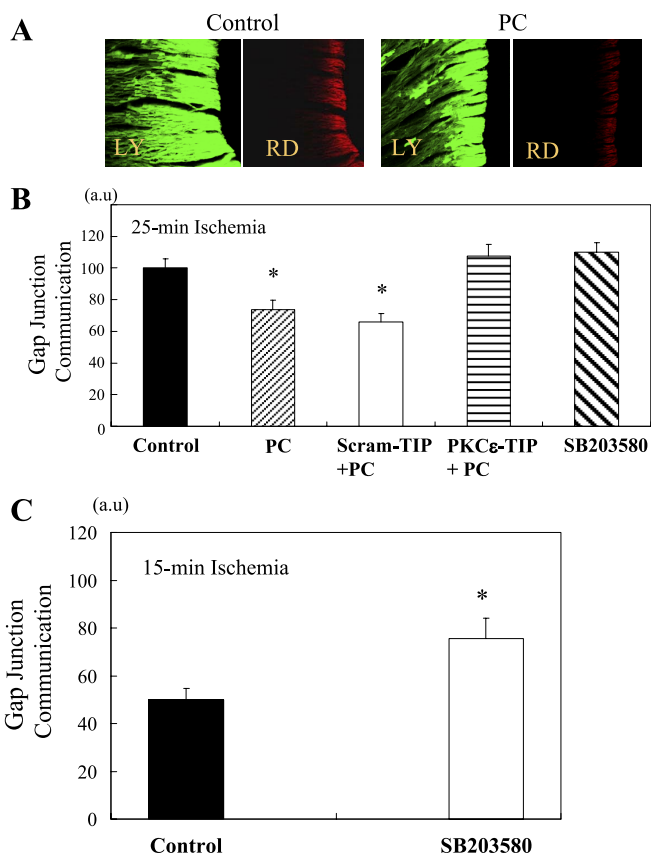 A
Control
PC
LY
RD
LY
RD
B
(a.u)
25-min Ischemia
Gap Junction
Communication
120
100
80
60
40
20
0
*
*
Control
PC
Scram-TIP
+PC
PKCε-TIP
+ PC
SB203580
C
(a.u)
15-min Ischemia
Gap Junction
Communication
120
100
80
60
40
20
0
*
Control
SB203580